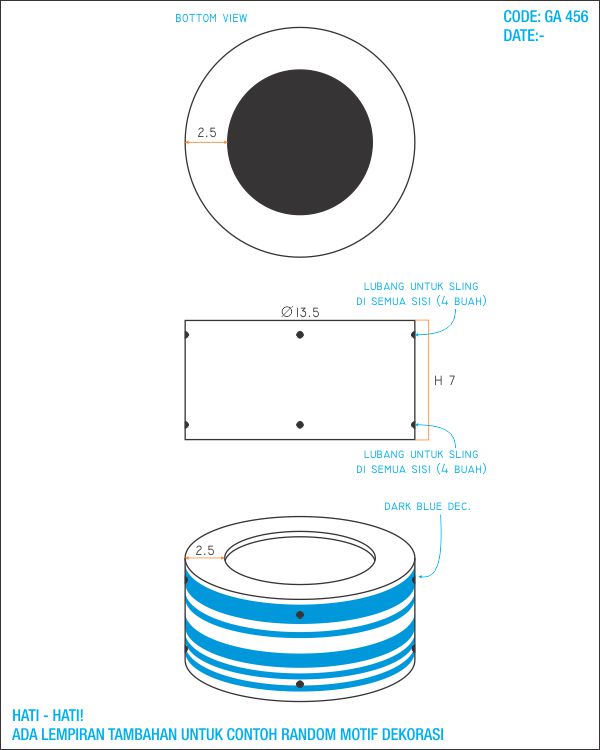 BOTTOM VIEW
CODE: GA 456
DATE:-
2.5
LUBANG UNTUK SLING
DI SEMUA SISI (4 BUAH)
Ø13.5
H 7
LUBANG UNTUK SLING
DI SEMUA SISI (4 BUAH)
DARK BLUE DEC.
2.5
HATI - HATI!
ADA LEMPIRAN TAMBAHAN UNTUK CONTOH RANDOM MOTIF DEKORASI